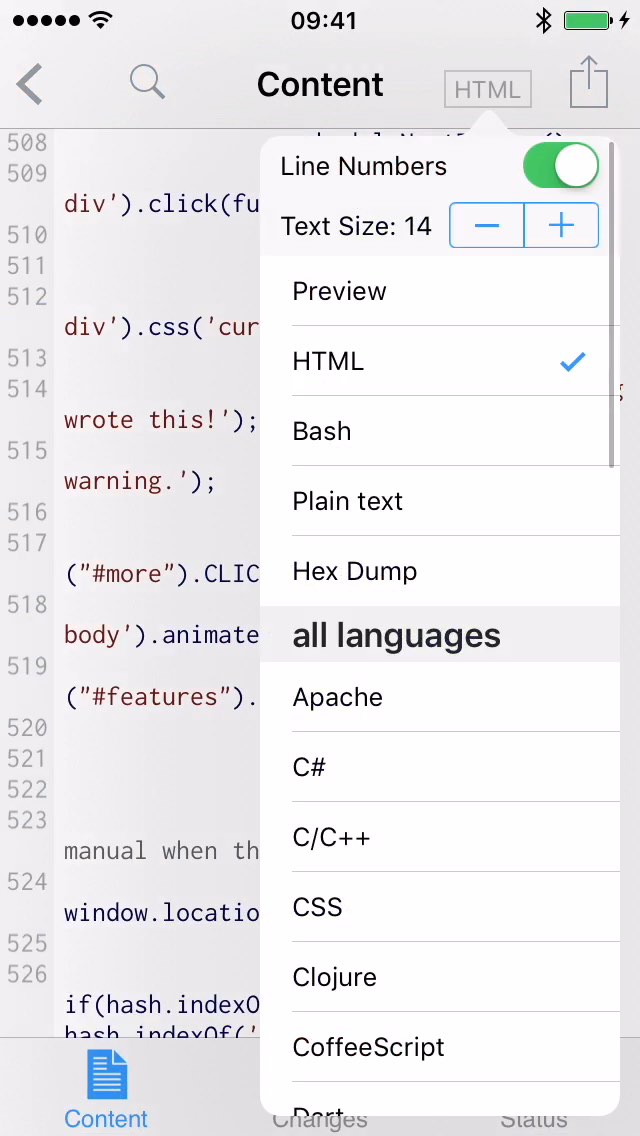 09:41
Content
HTML
508
509
div').click(fu
510
511
512
div').css('cur
513
514
wrote this!');
515
warning.');
516
517
("#more").CLIC
518
body').animate
519
("#features").
520
521
522
523
manual when th
524
window.locatio
525
526
if(hash.indexO
hash.indexOf('
Line Numbers
Text Size: 14
Preview
HTML
Bash
Plain text
Hex Dump
all languages
Apache
C#
C/C++
CSS
Clojure
CoffeeScript
Dart
Content
Changes
Status